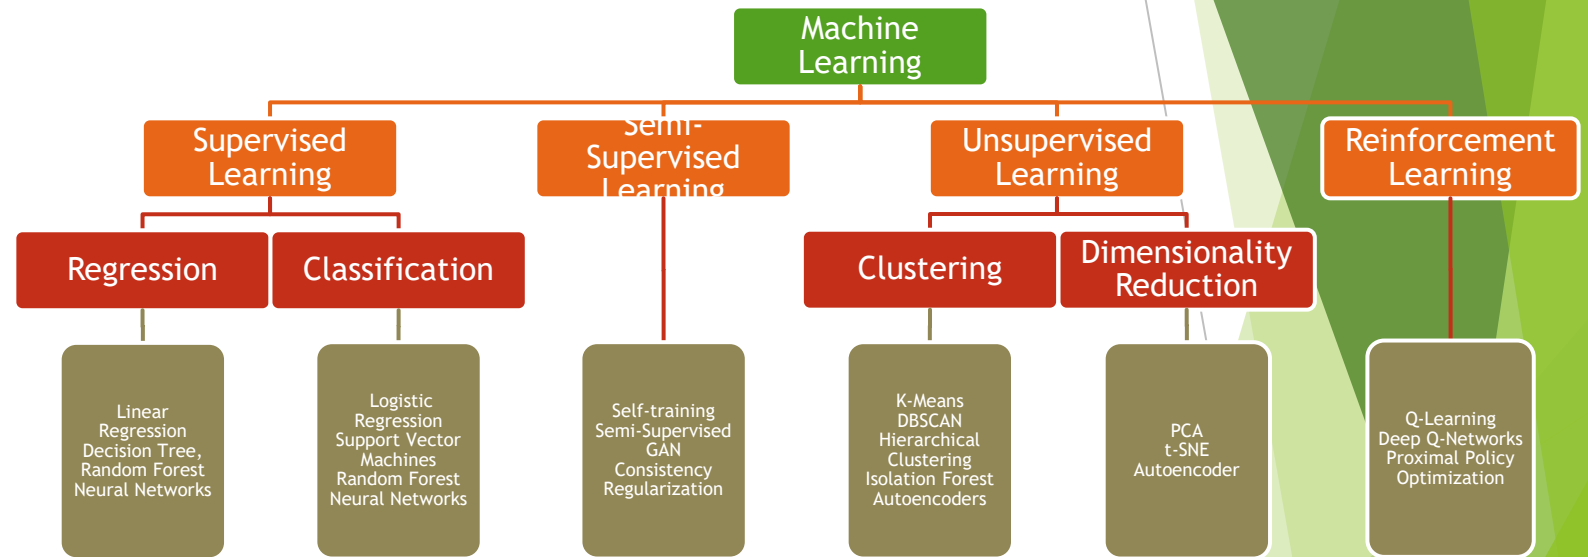 Machine
Learning
Supervised
Learning
Semi-
Supervised
Learning
Unsupervised
Learning
Reinforcement
Learning
Regression
Classification
Clustering
Dimensionality
Reduction
Linear
Regression
Decision Tree,
Random Forest
Neural Networks
Logistic
Regression
Support Vector
Machines
Random Forest
Neural Networks
Self-training
Semi-Supervised
GAN
Consistency
Regularization
K-Means
DBSCAN
Hierarchical
Clustering
Isolation Forest
Autoencoders
PCA
t-SNE
Autoencoder
Q-Learning
Deep Q-Networks
Proximal Policy
Optimization